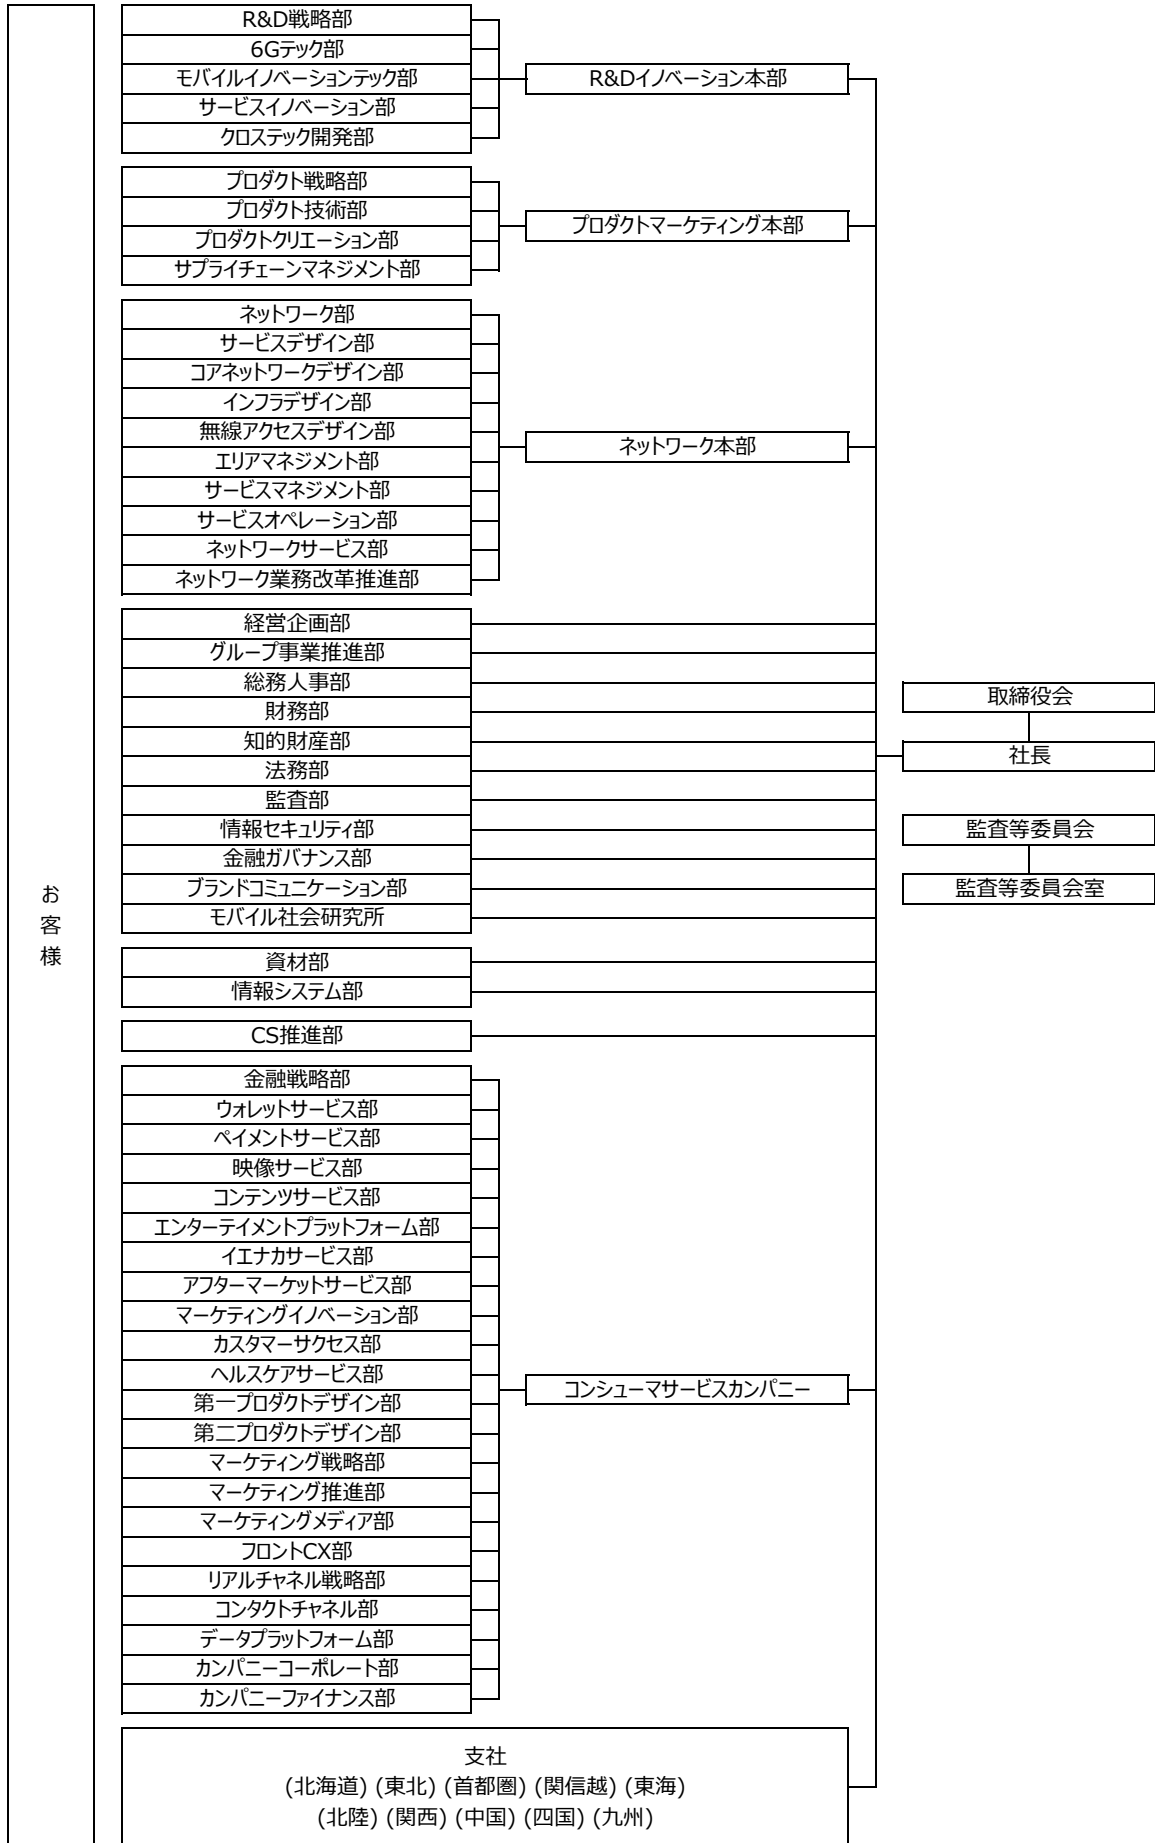 お客様
R&D戦略部
6Gテック部
モバイルイノベーションテック部
サービスイノベーション部
クロステック開発部
R&Dイノベーション本部
プロダクト戦略部
プロダクト技術部
プロダクトクリエーション部
サプライチェーンマネジメント部
プロダクトマーケティング本部
ネットワーク部
サービスデザイン部
コアネットワークデザイン部
インフラデザイン部
無線アクセスデザイン部
エリアマネジメント部
サービスマネジメント部
サービスオペレーション部
ネットワークサービス部
ネットワーク業務改革推進部
ネットワーク本部
経営企画部
グループ事業推進部
総務人事部
財務部
知的財産部
法務部
監査部
情報セキュリティ部
金融ガバナンス部
ブランドコミュニケーション部
モバイル社会研究所
資材部
情報システム部
CS推進部
金融戦略部
ウォレットサービス部
ペイメントサービス部
映像サービス部
コンテンツサービス部
エンターテイメントプラットフォーム部
イエナカサービス部
アフターマーケットサービス部
マーケティングイノベーション部
カスタマーサクセス部
ヘルスケアサービス部
第一プロダクトデザイン部
第二プロダクトデザイン部
マーケティング戦略部
マーケティング推進部
マーケティングメディア部
フロントCX部
リアルチャネル戦略部
コンタクトチャネル部
データプラットフォーム部
カンパニーコーポレート部
カンパニーファイナンス部
コンシューマサービスカンパニー
支社
(北海道) (東北) (首都圏) (関信越) (東海)
(北陸) (関西) (中国) (四国) (九州)
取締役会
社長
監査等委員会
監査等委員会室